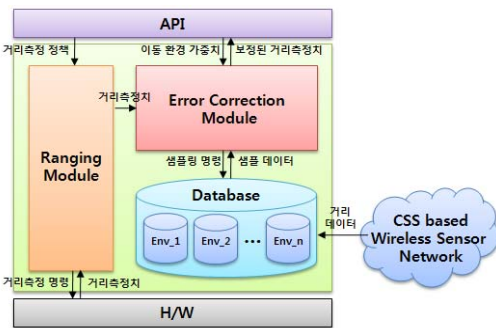 API
거리측정 정책
이동 환경 가중치
보정된 거리측정치
거리측정치
Error Correction
Module
Ranging
Module
샘플링 명령
샘플 데이터
Database
Env_1
Env_2
...
Env_n
거리
데이터
CSS based
Wireless Sensor
Network
거리측정 명령
거리측정치
H/W